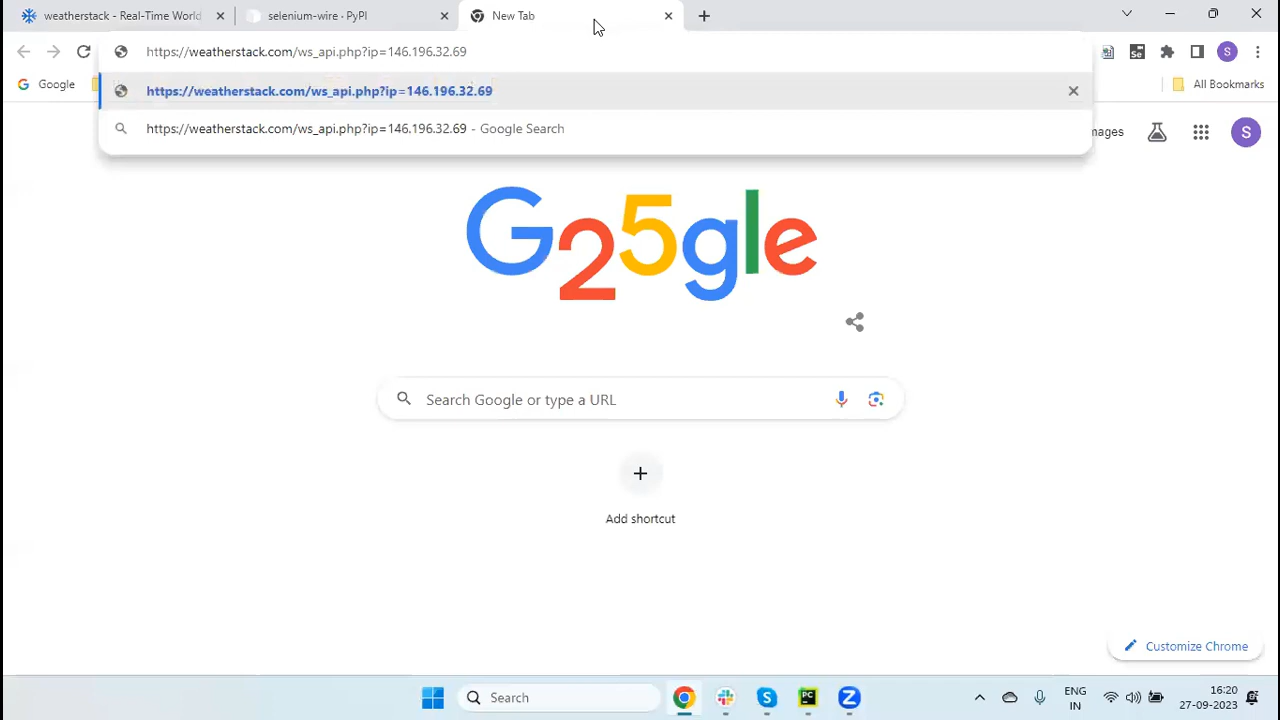 weatherstack - Real-Time World
selenium-wire · PyPI
New Tab
https://weatherstack.com/ws_api.php?ip=146.196.32.69
S
Google
https://weatherstack.com/ws_api.php?ip=146.196.32.69
All Bookmarks
https://weatherstack.com/ws_api.php?ip=146.196.32.69 - Google Search
mages
S
G25gle
Search Google or type a URL
Add shortcut
Customize Chrome
Search
ENG
IN
16:20
27-09-2023